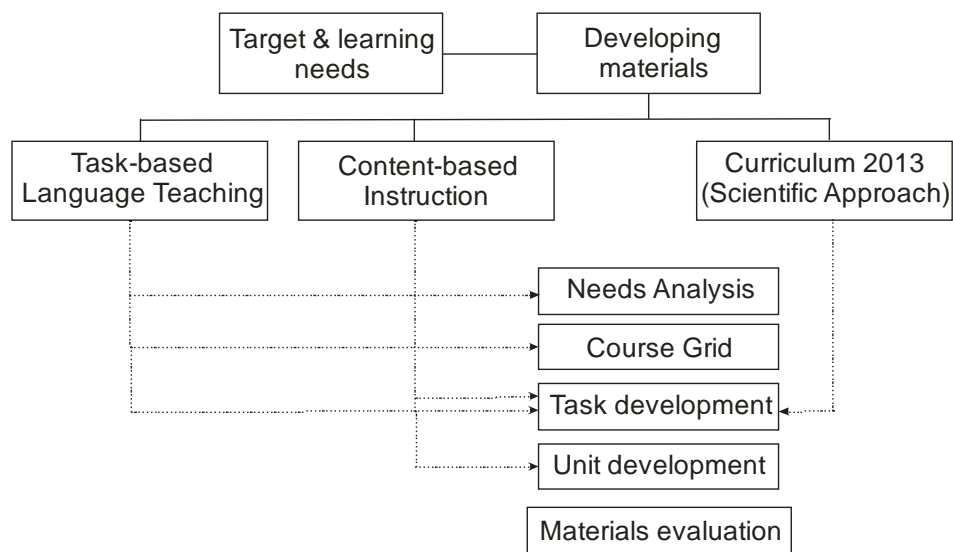 Target & learning
needs
Developing
materials
Task-based
Language Teaching
Content-based
Instruction
Curriculum 2013
(Scientific Approach)
Needs Analysis
Course Grid
Task development
Unit development
Materials evaluation